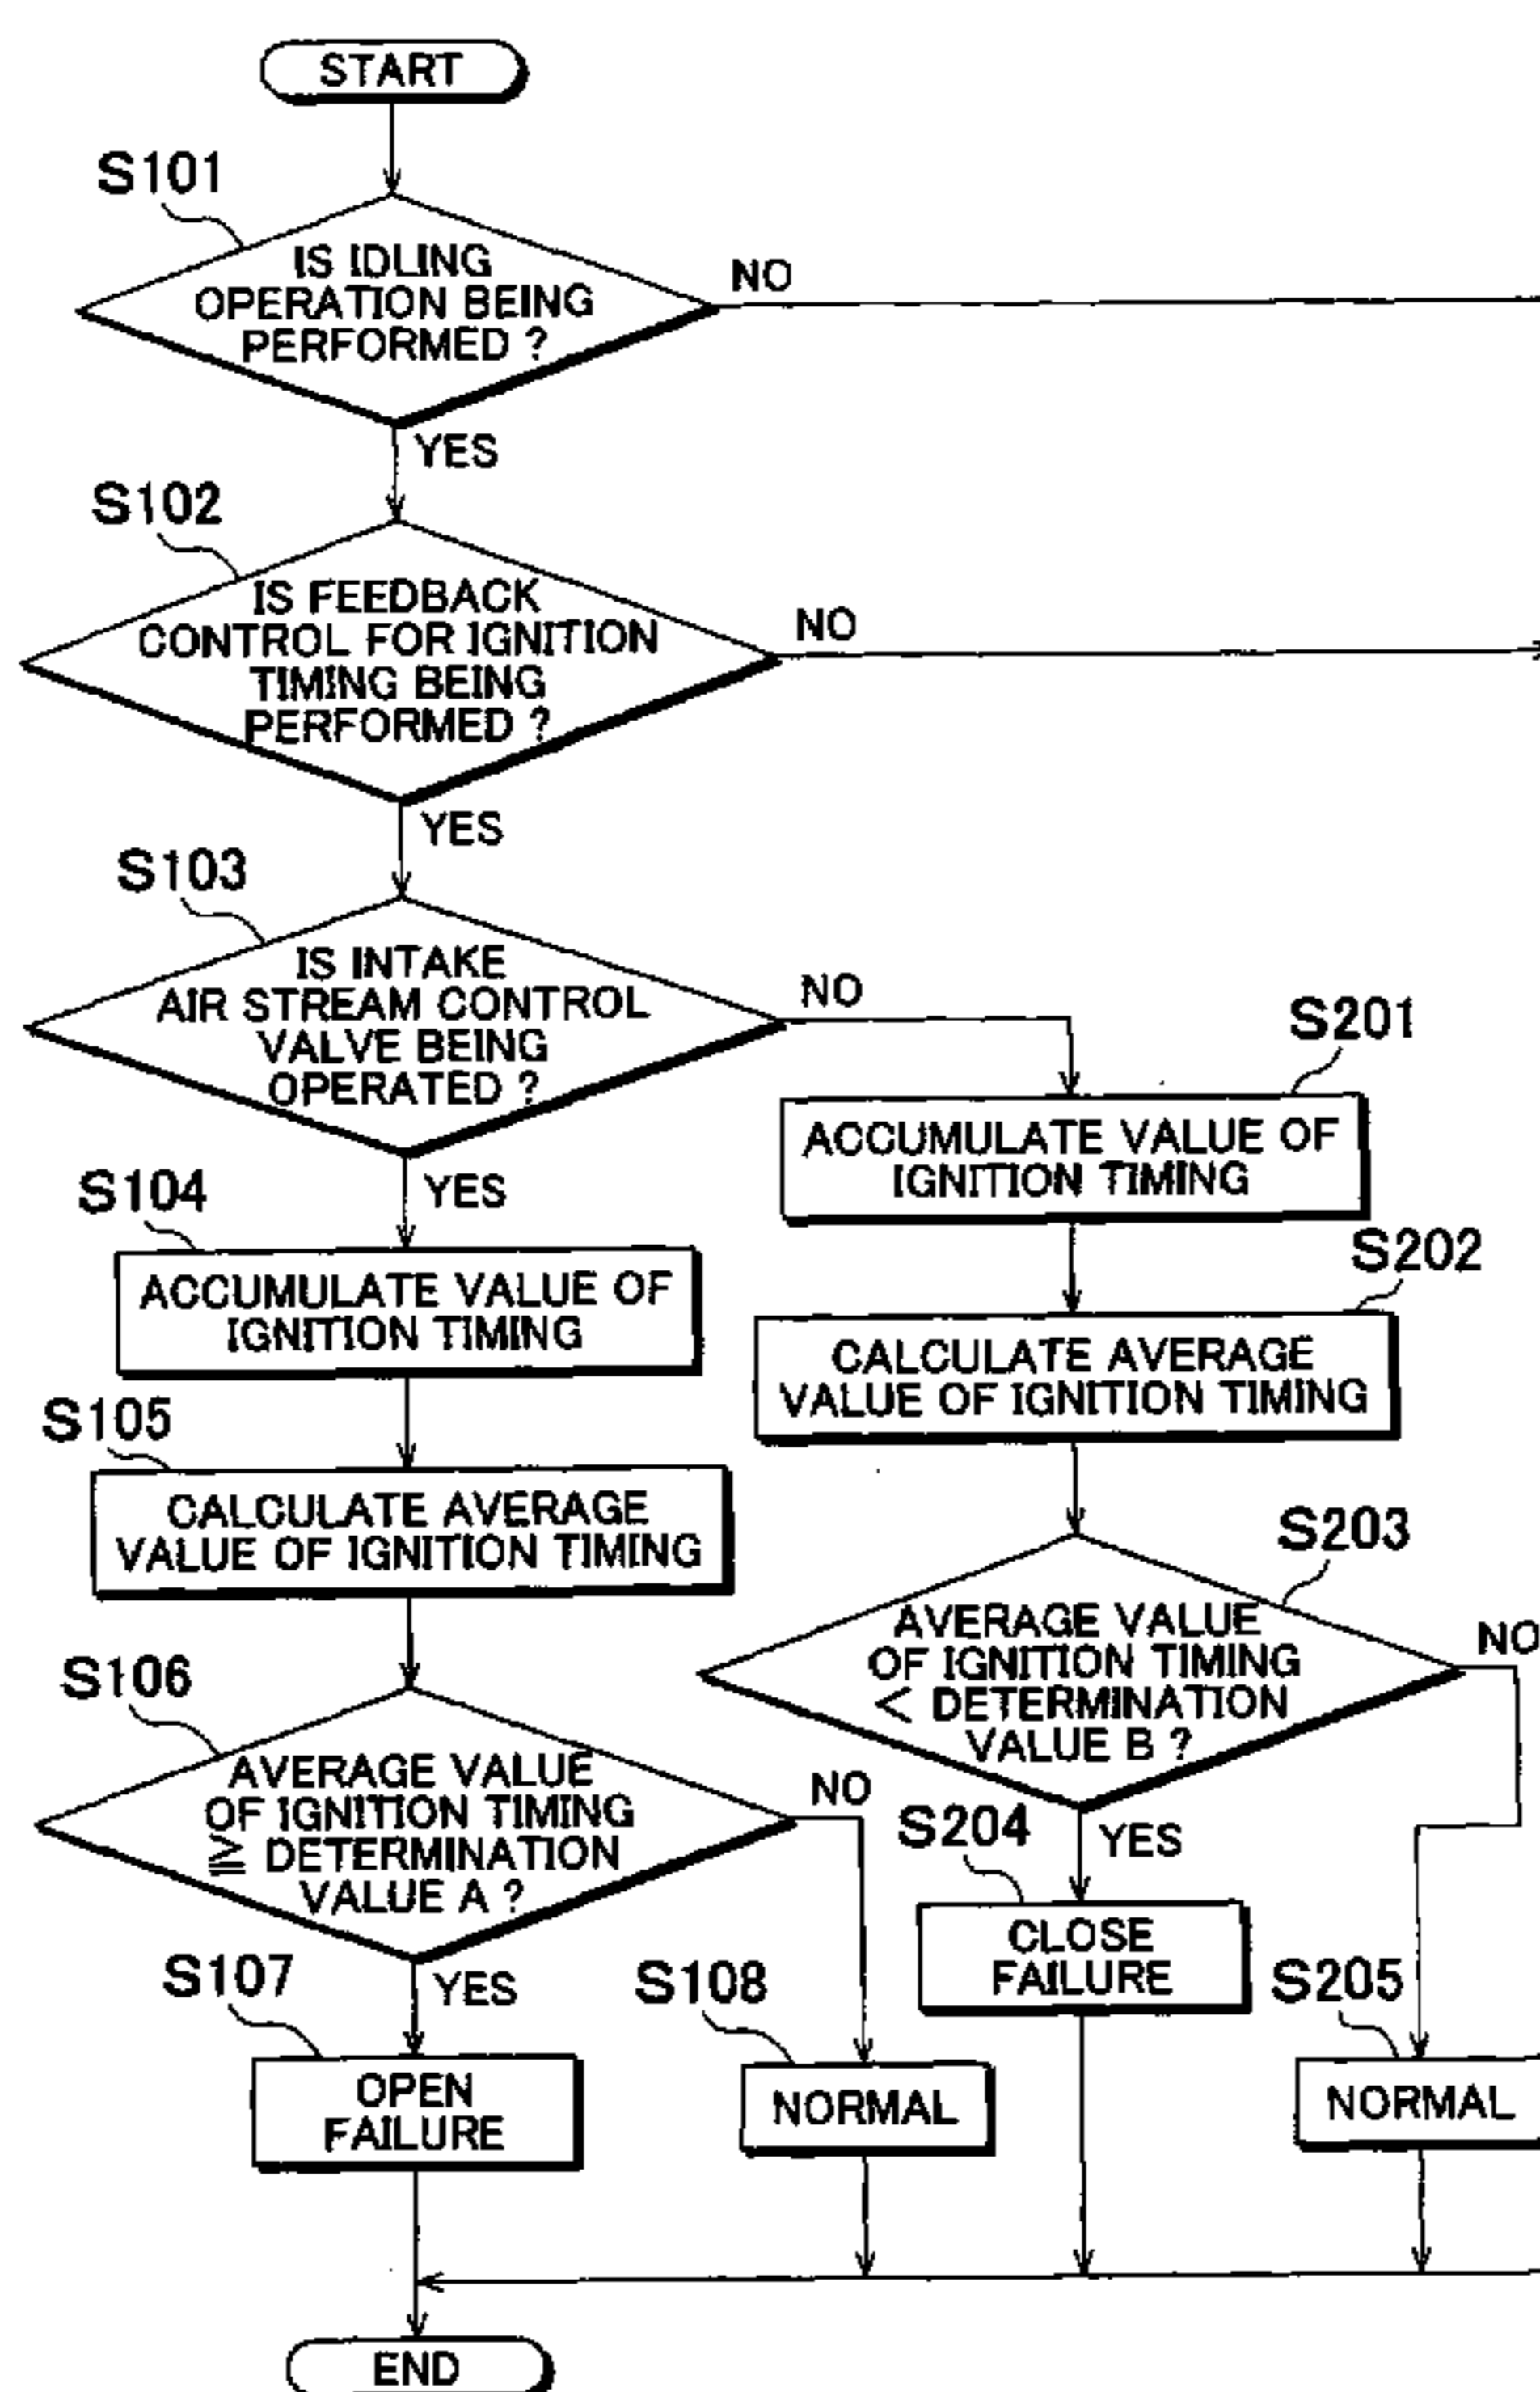 START
S101
IS IDLING
OPERATION BEING
PERFORMED ?
NO
YES
S102
IS FEEDBACK
CONTROL FOR IGNITION
TIMING BEING
PERFORMED ?
NO
YES
S103
IS INTAKE
AIR STREAM CONTROL
VALVE BEING
OPERATED ?
NO
YES
S201
ACCUMULATE VALUE OF
IGNITION TIMING
S104
ACCUMULATE VALUE OF
IGNITION TIMING
S202
CALCULATE AVERAGE
VALUE OF IGNITION TIMING
S105
CALCULATE AVERAGE
VALUE OF IGNITION TIMING
S203
AVERAGE VALUE
OF IGNITION TIMING
< DETERMINATION
VALUE B ?
NO
YES
S106
AVERAGE VALUE
OF IGNITION TIMING
≧ DETERMINATION
VALUE A ?
NO
YES
S204
CLOSE
FAILURE
S107
OPEN
FAILURE
S108
NORMAL
S205
NORMAL
END